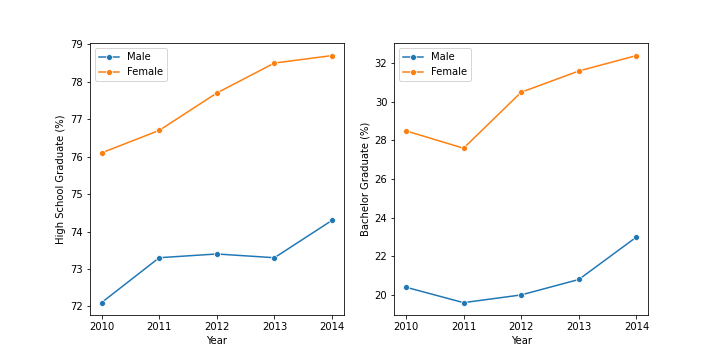 Male
Female
High School Graduate (%)
79
78
77
76
75
74
73
72
2010 2011 2012 2013 2014
Year
Male
Female
Bachelor Graduate (%)
32
30
28
26
24
22
20
2010 2011 2012 2013 2014
Year